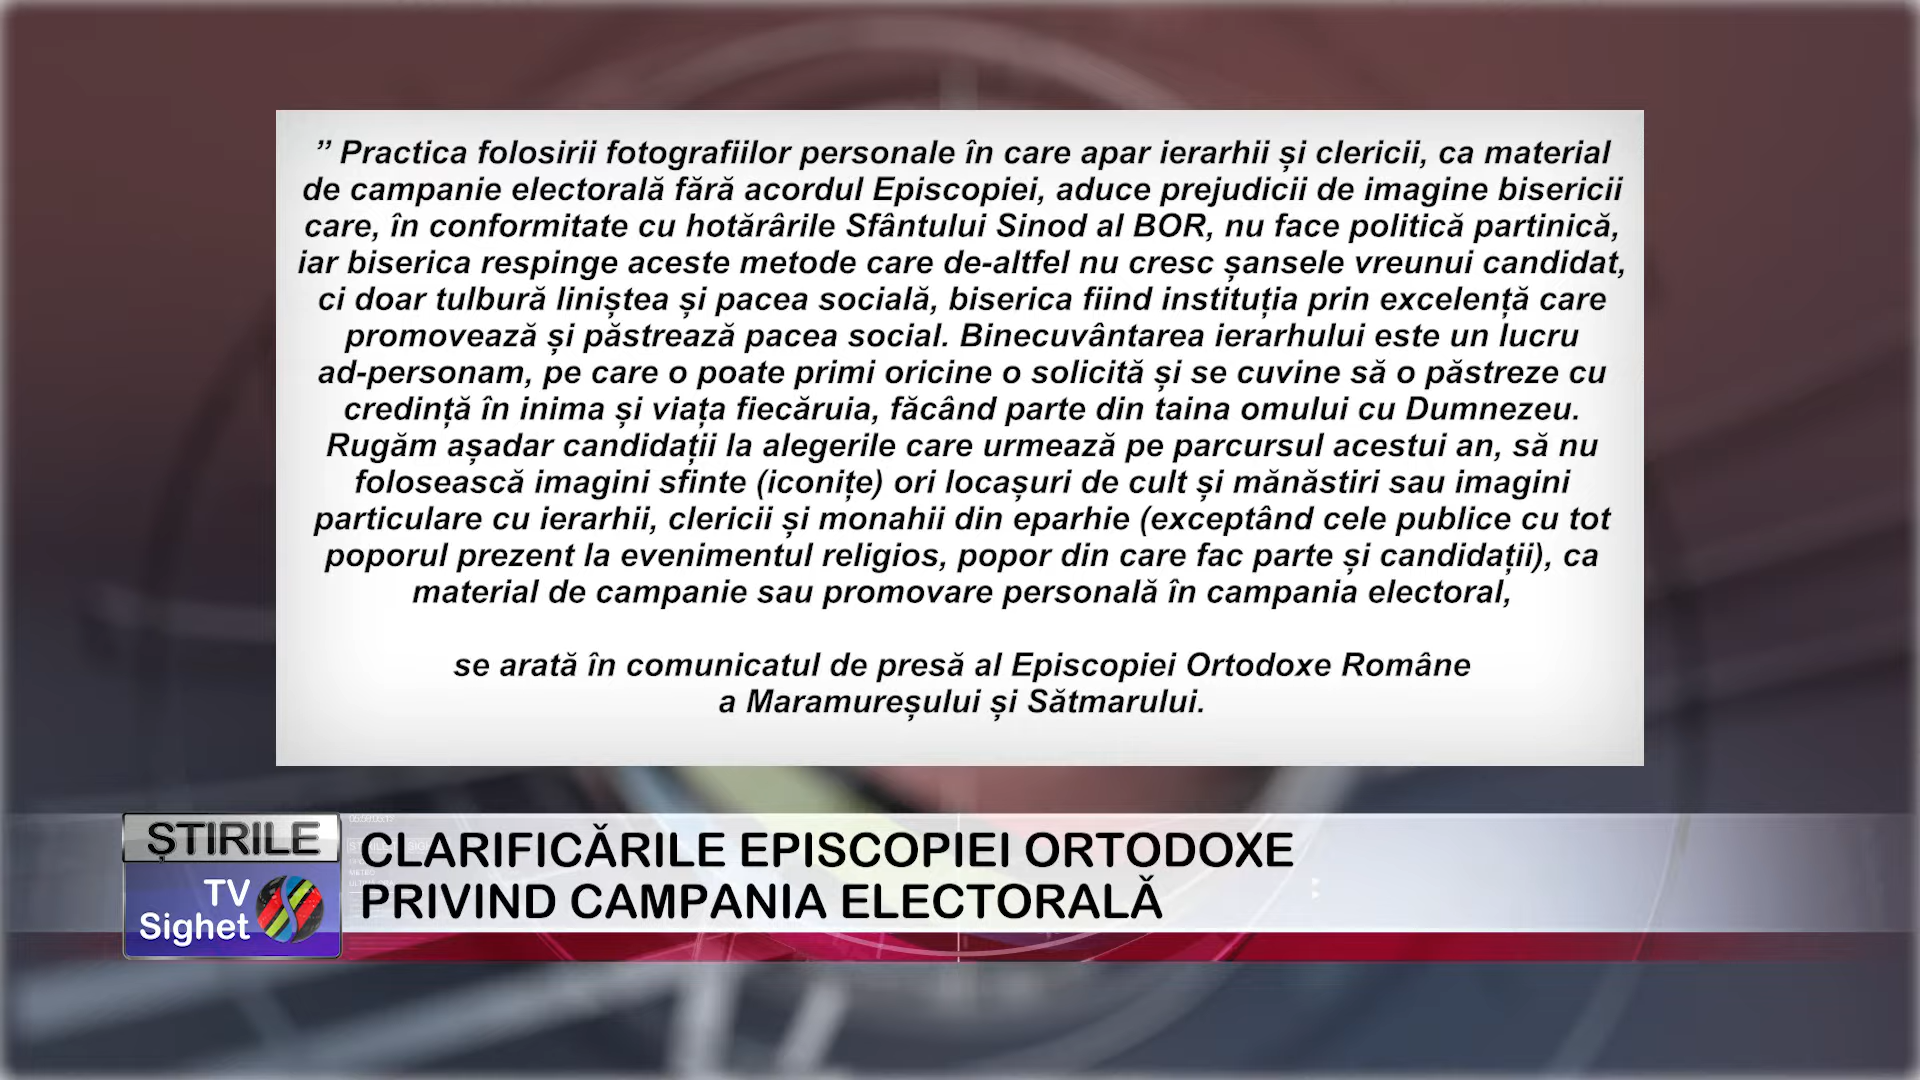 ” Practica folosirii fotografiilor personale în care apar ierarhii și clericii, ca material
de campanie electorală fără acordul Episcopiei, aduce prejudicii de imagine bisericii
care, în conformitate cu hotărârile Sfântului Sinod al BOR, nu face politică partinică,
iar biserica respinge aceste metode care de-altfel nu cresc șansele vreunui candidat,
ci doar tulbură liniștea și pacea socială, biserica fiind instituția prin excelență care
promovează și păstrează pacea social. Binecuvântarea ierarhului este un lucru
ad-personam, pe care o poate primi oricine o solicită și se cuvine să o păstreze cu
credință în inima și viața fiecăruia, făcând parte din taina omului cu Dumnezeu.
Rugăm așadar candidații la alegerile care urmează pe parcursul acestui an, să nu
folosească imagini sfinte (iconițe) ori locașuri de cult și mănăstiri sau imagini
particulare cu ierarhii, clericii și monahii din eparhie (exceptând cele publice cu tot
poporul prezent la evenimentul religios, popor din care fac parte și candidații), ca
material de campanie sau promovare personală în campania electoral,
se arată în comunicatul de presă al Episcopiei Ortodoxe Române
a Maramureșului și Sătmarului.
ȘTIRILE
TV
Sighet
CLARIFICĂRILE EPISCOPIEI ORTODOXE
PRIVIND CAMPANIA ELECTORALĂ